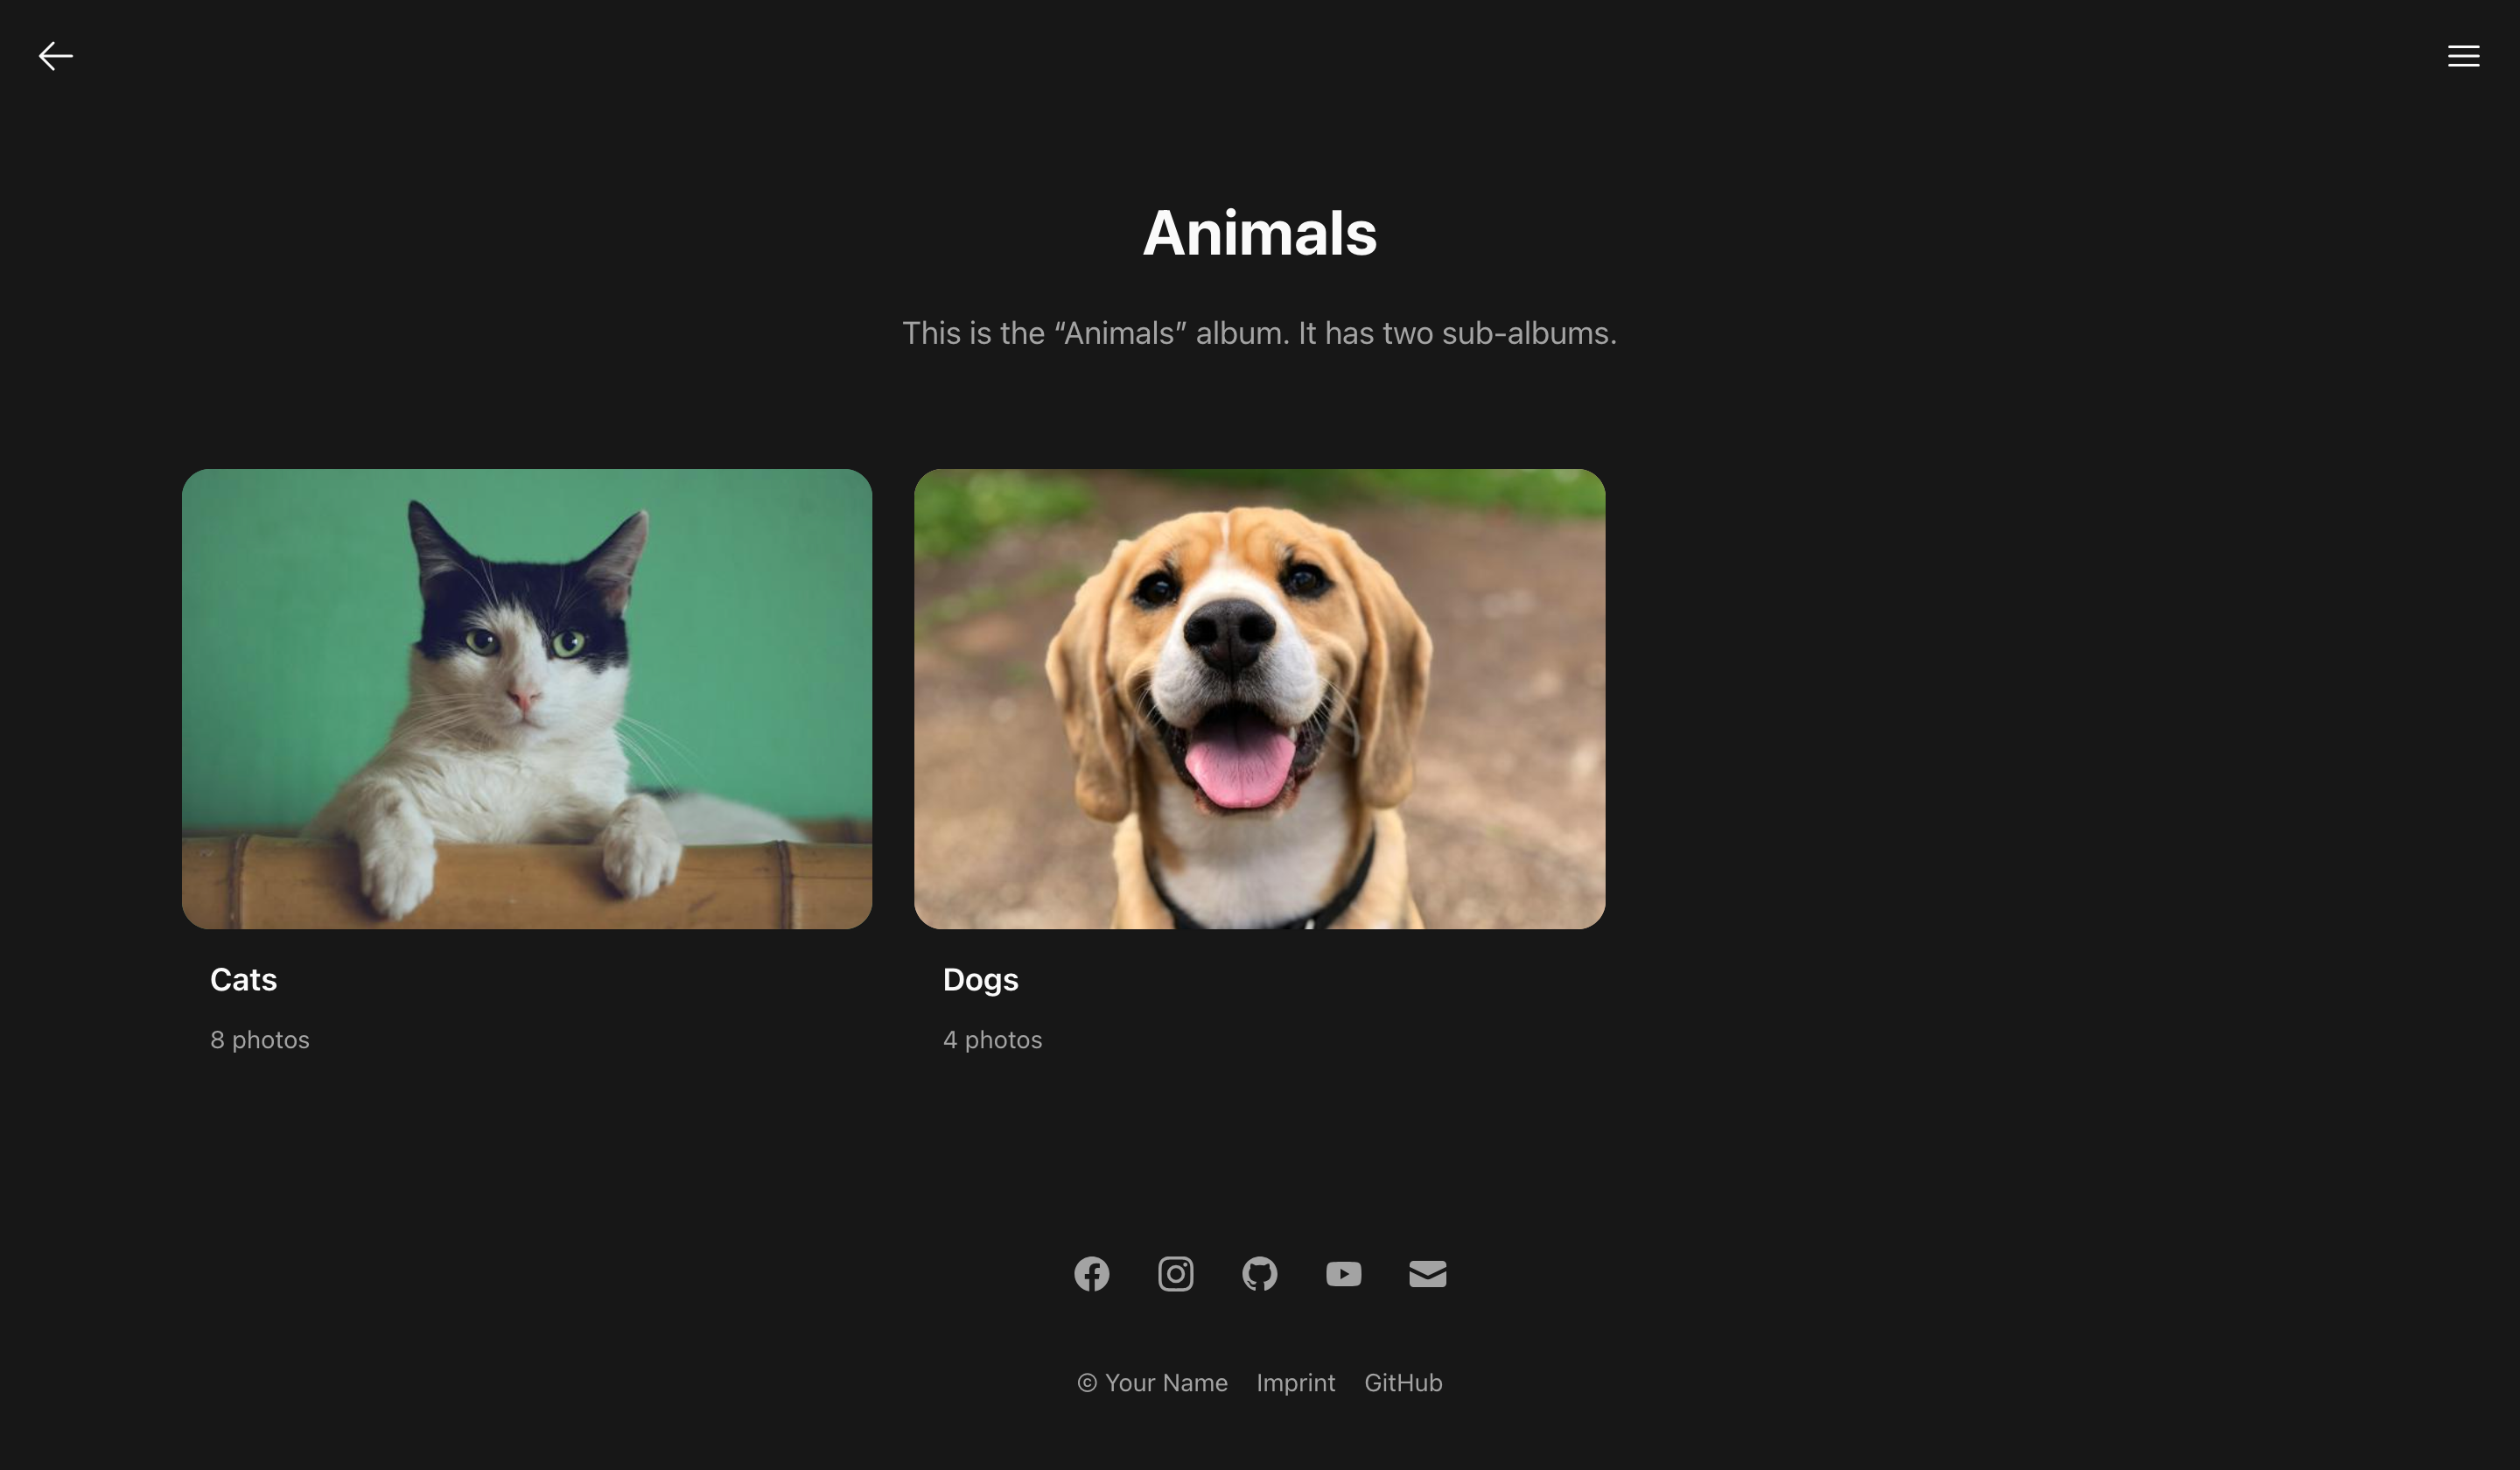 Animals
This is the “Animals” album. It has two sub-albums.
Cats
8 photos
Dogs
4 photos
© Your Name Imprint GitHub